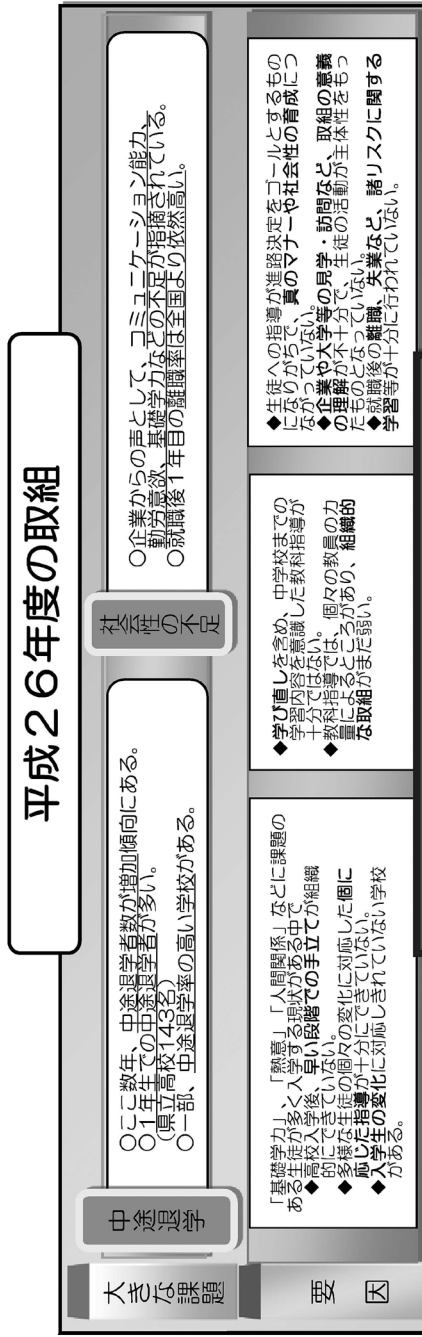 平成２６年度の取組
大きな課題
中途退学
○ここ数年、中途退学者数が増加傾向にある。
○１年生での中途退学者が多い。
(県立高校143名)
○一部、中途退学率の高い学校がある。
社会性の不足
○企業からの声として、コミュニケーション能力、
勤労意欲、基礎学力などの不足が指摘されている。
○就職後１年目の離職率は全国より依然高い。
要因
「基礎学力」、「熱意」、「人間関係」などに課題の
ある生徒が多く入学する現状がある中で
◆高校入学後、早い段階での手立てが組織
的にできていない。
◆多様な生徒の個々の変化に対応した個に
応じた指導が十分にできていない。
◆入学生の変化に対応しきれていない学校
がある。
◆学び直しを含め、中学校までの
学習内容を意識した教科指導が
十分ではない。
◆教科指導では、個々の教員の力
量によるところがあり、組織的
な取組がまだ弱い。
◆生徒への指導が進路決定をゴールとするもの
になりがちで、真のマナーや社会性の育成につ
ながっていない。
◆企業や大学等の見学・訪問など、取組の意義
の理解が不十分で、生徒の活動が主体性をもっ
たものとなっていない。
◆就職後の離職、失業など、諸リスクに関する
学習等が十分に行われていない。